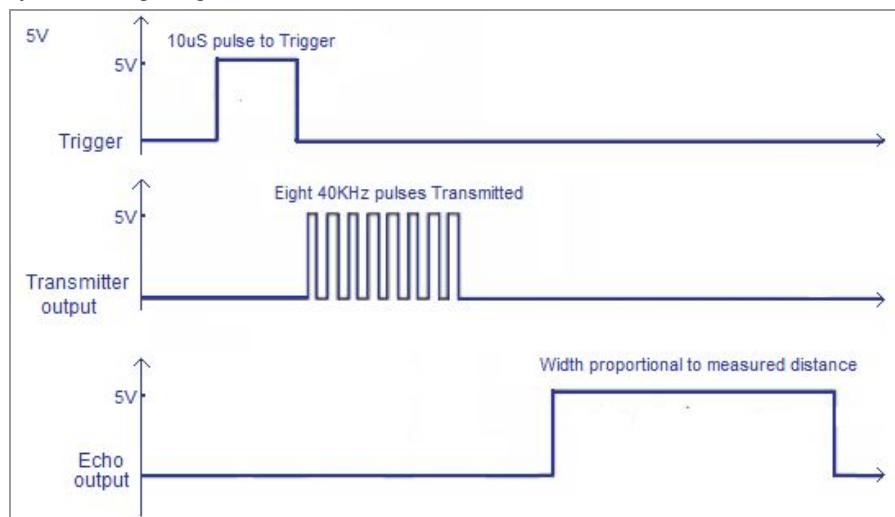 5V
10uS pulse to Trigger
5V
Trigger
Eight 40KHz pulses Transmitted
5V
Transmitter
output
Width proportional to measured distance
5V
Echo
output